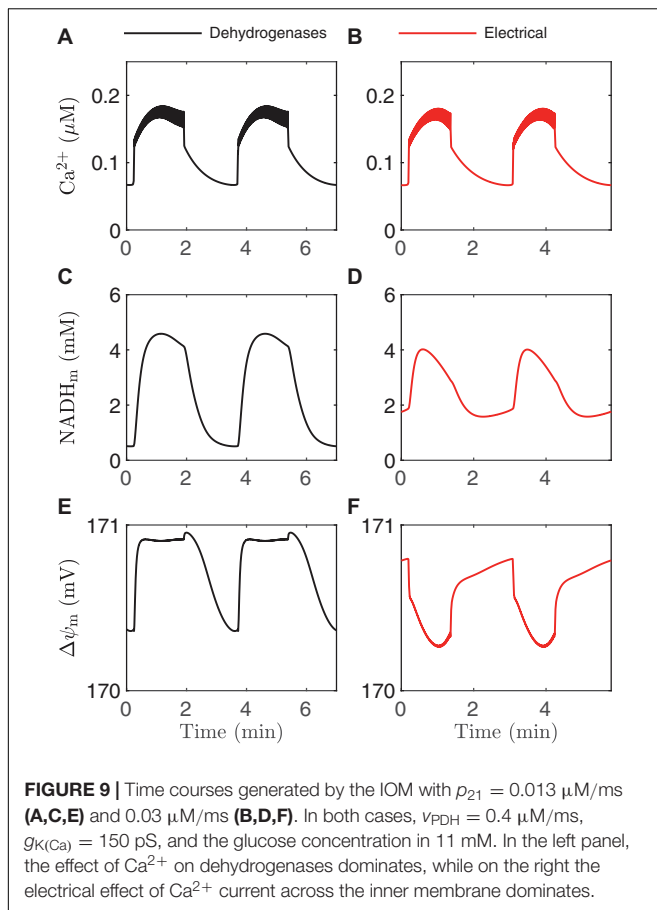 A Dehydrogenases B Electrical
Ca²⁺ (μM)
0.2
0.1
0
0 2 4 6
0.2
0.1
0
0 2 4
C D
NADHₘ (mM)
6
4
2
0
0 2 4 6
6
4
2
0
0 2 4
E F
Δψₘ (mV)
171
170
0 2 4 6
Time (min)
171
170
0 2 4
Time (min)
FIGURE 9 | Time courses generated by the IOM with p₂₁ = 0.013 μM/ms
(A,C,E) and 0.03 μM/ms (B,D,F). In both cases, vPDH = 0.4 μM/ms,
gK(Ca) = 150 pS, and the glucose concentration in 11 mM. In the left panel,
the effect of Ca²⁺ on dehydrogenases dominates, while on the right the
electrical effect of Ca²⁺ current across the inner membrane dominates.